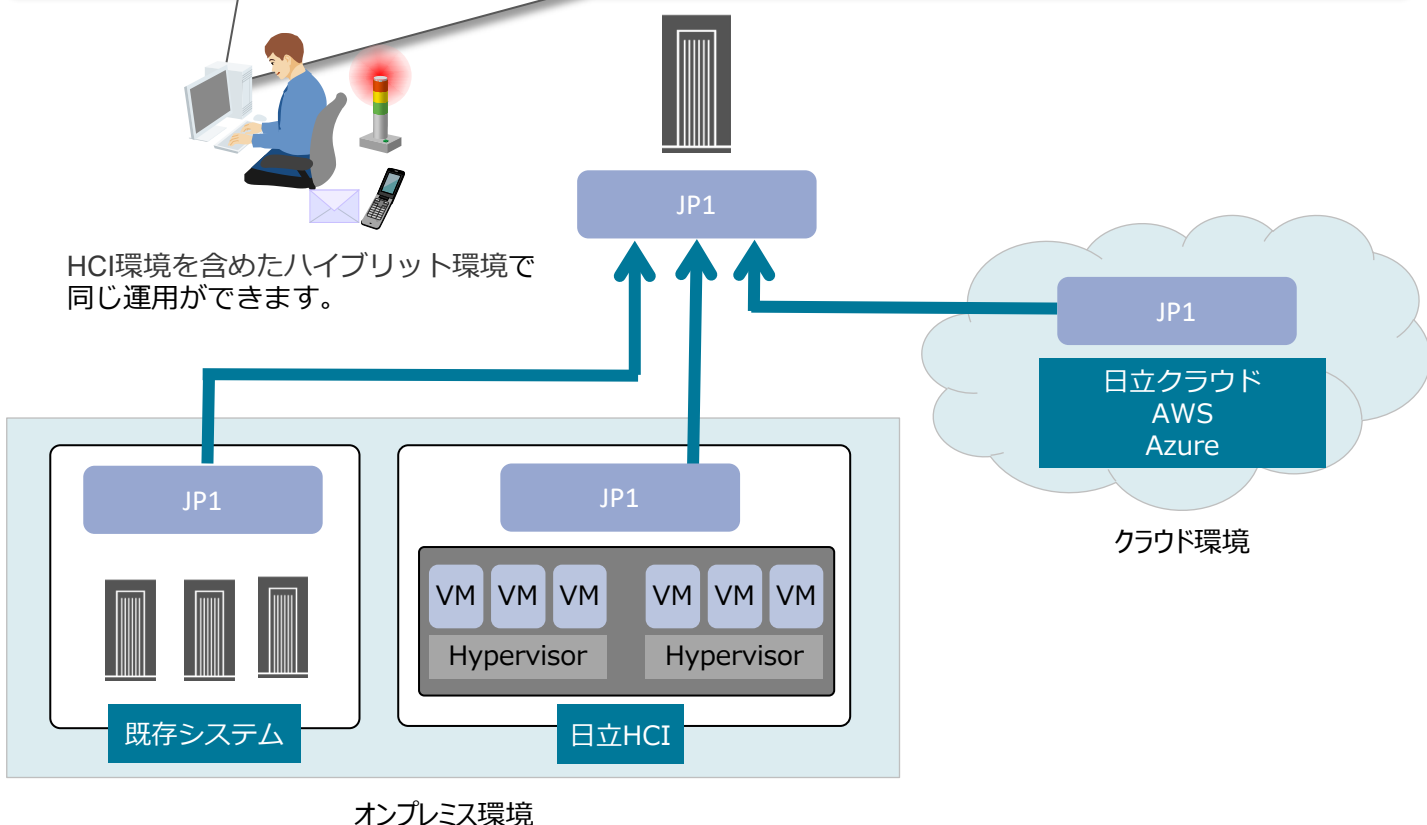 JP1
HCI環境を含めたハイブリット環境で
同じ運用ができます。
JP1
日立クラウド
AWS
Azure
クラウド環境
JP1
JP1
VM VM VM VM VM VM
Hypervisor Hypervisor
既存システム
日立HCI
オンプレミス環境